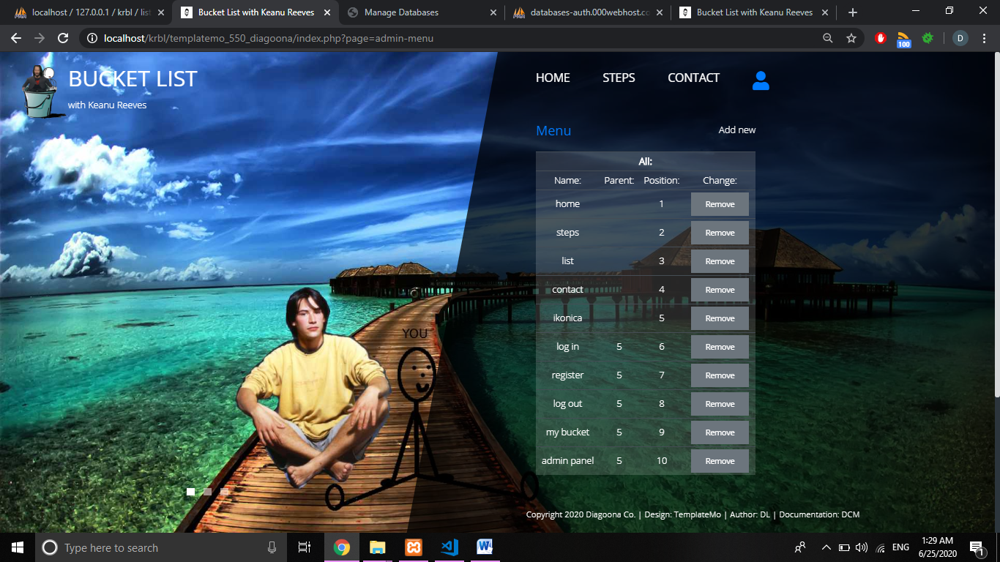 localhost / 127.0.0.1 / krbl / list
Bucket List with Keanu Reeves
Manage Databases
databases-auth.000webhost.co
Bucket List with Keanu Reeves
localhost/krbl/templatemo_550_diagoona/index.php?page=admin-menu
100
D
BUCKET LIST
with Keanu Reeves
HOME
STEPS
CONTACT
Menu
Add new
All:
Name: Parent: Position: Change:
home 1 Remove
steps 2 Remove
list 3 Remove
contact 4 Remove
ikonica 5 Remove
log in 5 6 Remove
register 5 7 Remove
log out 5 8 Remove
my bucket 5 9 Remove
admin panel 5 10 Remove
YOU
Copyright 2020 Diagoona Co. | Design: TemplateMo | Author: DL | Documentation: DCM
Type here to search
ENG
1:29 AM
6/25/2020
1